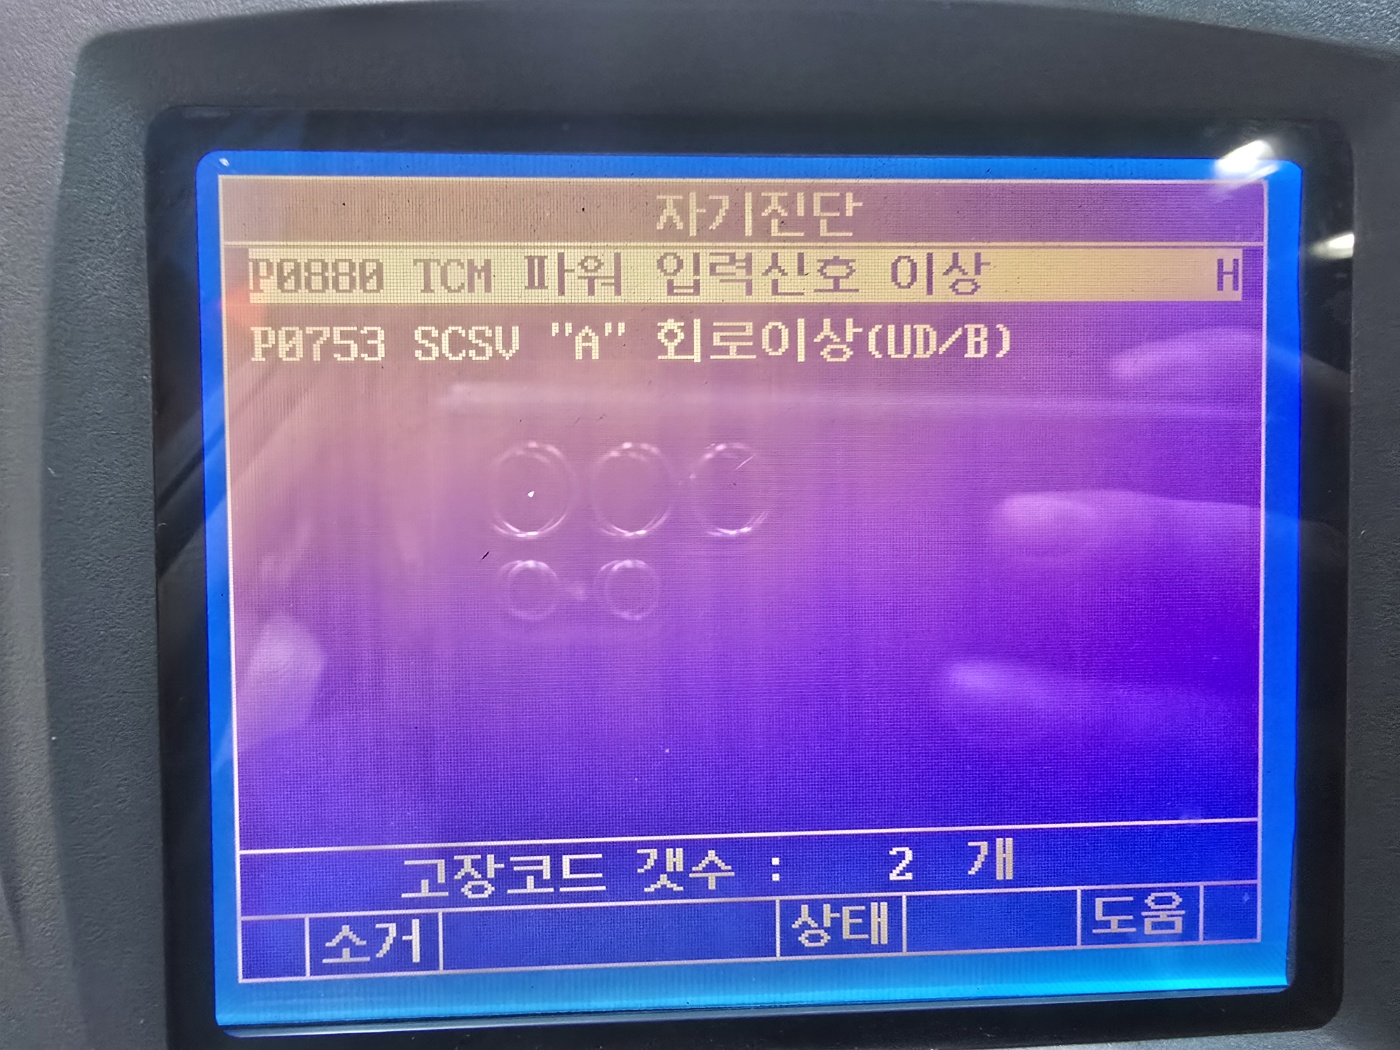 자기진단
P0880 TCM 파워 입력신호 이상 H
P0753 SCSV "A" 회로이상(UD/B)
고장코드 갯수 : 2 개
소거 상태 도움